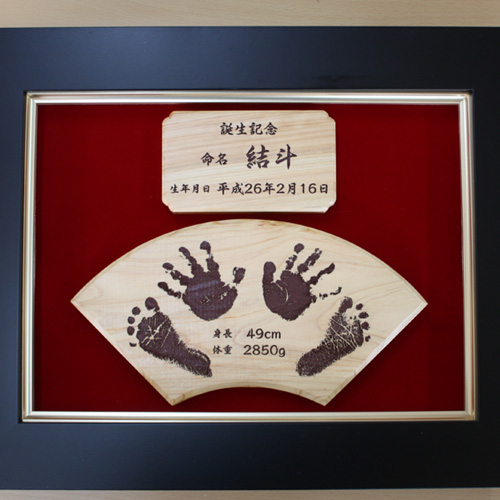 誕生記念
命名 結斗
生年月日 平成26年2月16日
身長 49cm
体重 2850g